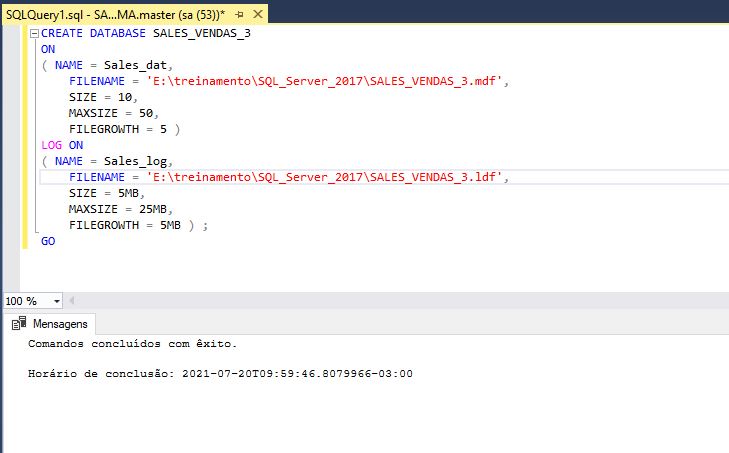 SQLQuery1.sql - SA...MA.master (sa (53))*
CREATE DATABASE SALES_VENDAS_3
ON
( NAME = Sales_dat,
FILENAME = 'E:\treinamento\SQL_Server_2017\SALES_VENDAS_3.mdf',
SIZE = 10,
MAXSIZE = 50,
FILEGROWTH = 5 )
LOG ON
( NAME = Sales_log,
FILENAME = 'E:\treinamento\SQL_Server_2017\SALES_VENDAS_3.ldf',
SIZE = 5MB,
MAXSIZE = 25MB,
FILEGROWTH = 5MB ) ;
GO
100 %
Mensagens
Comandos concluídos com êxito.
Horário de conclusão: 2021-07-20T09:59:46.8079966-03:00